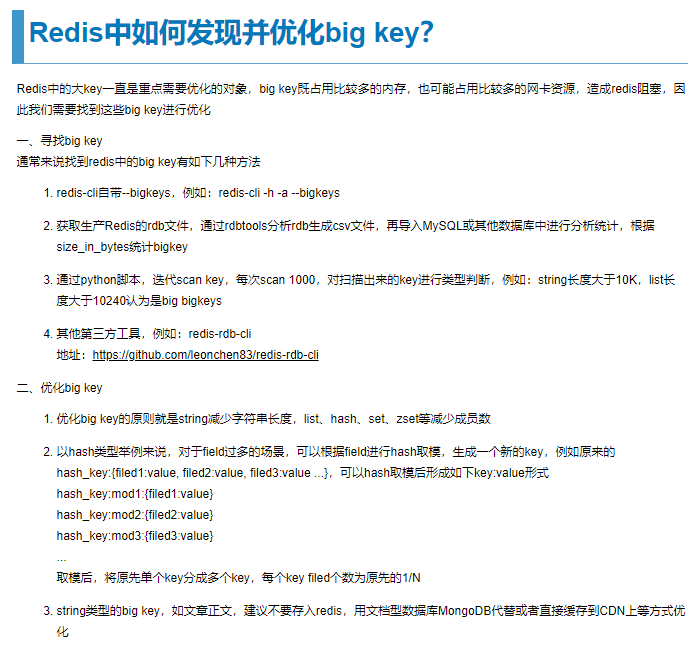 Redis中如何发现并优化big key？
Redis中的大key一直是重点需要优化的对象，big key既占用比较多的内存，也可能占用比较多的网卡资源，造成redis阻塞，因
此我们需要找到这些big key进行优化
一、寻找big key
通常来说找到redis中的big key有如下几种方法
1. redis-cli自带--bigkeys，例如：redis-cli -h -a --bigkeys
2. 获取生产Redis的rdb文件，通过rdbtools分析rdb生成csv文件，再导入MySQL或其他数据库中进行分析统计，根据
size_in_bytes统计bigkey
3. 通过python脚本，迭代scan key，每次scan 1000，对扫描出来的key进行类型判断，例如：string长度大于10K，list长
度大于10240认为是big bigkeys
4. 其他第三方工具，例如：redis-rdb-cli
地址：https://github.com/leonchen83/redis-rdb-cli
二、优化big key
1. 优化big key的原则就是string减少字符串长度，list、hash、set、zset等减少成员数
2. 以hash类型举例来说，对于field过多的场景，可以根据field进行hash取模，生成一个新的key，例如原来的
hash_key:{filed1:value, filed2:value, filed3:value ...}，可以hash取模后形成如下key:value形式
hash_key:mod1:{filed1:value}
hash_key:mod2:{filed2:value}
hash_key:mod3:{filed3:value}
...
取模后，将原先单个key分成多个key，每个key filed个数为原先的1/N
3. string类型的big key，如文章正文，建议不要存入redis，用文档型数据库MongoDB代替或者直接缓存到CDN上等方式优
化